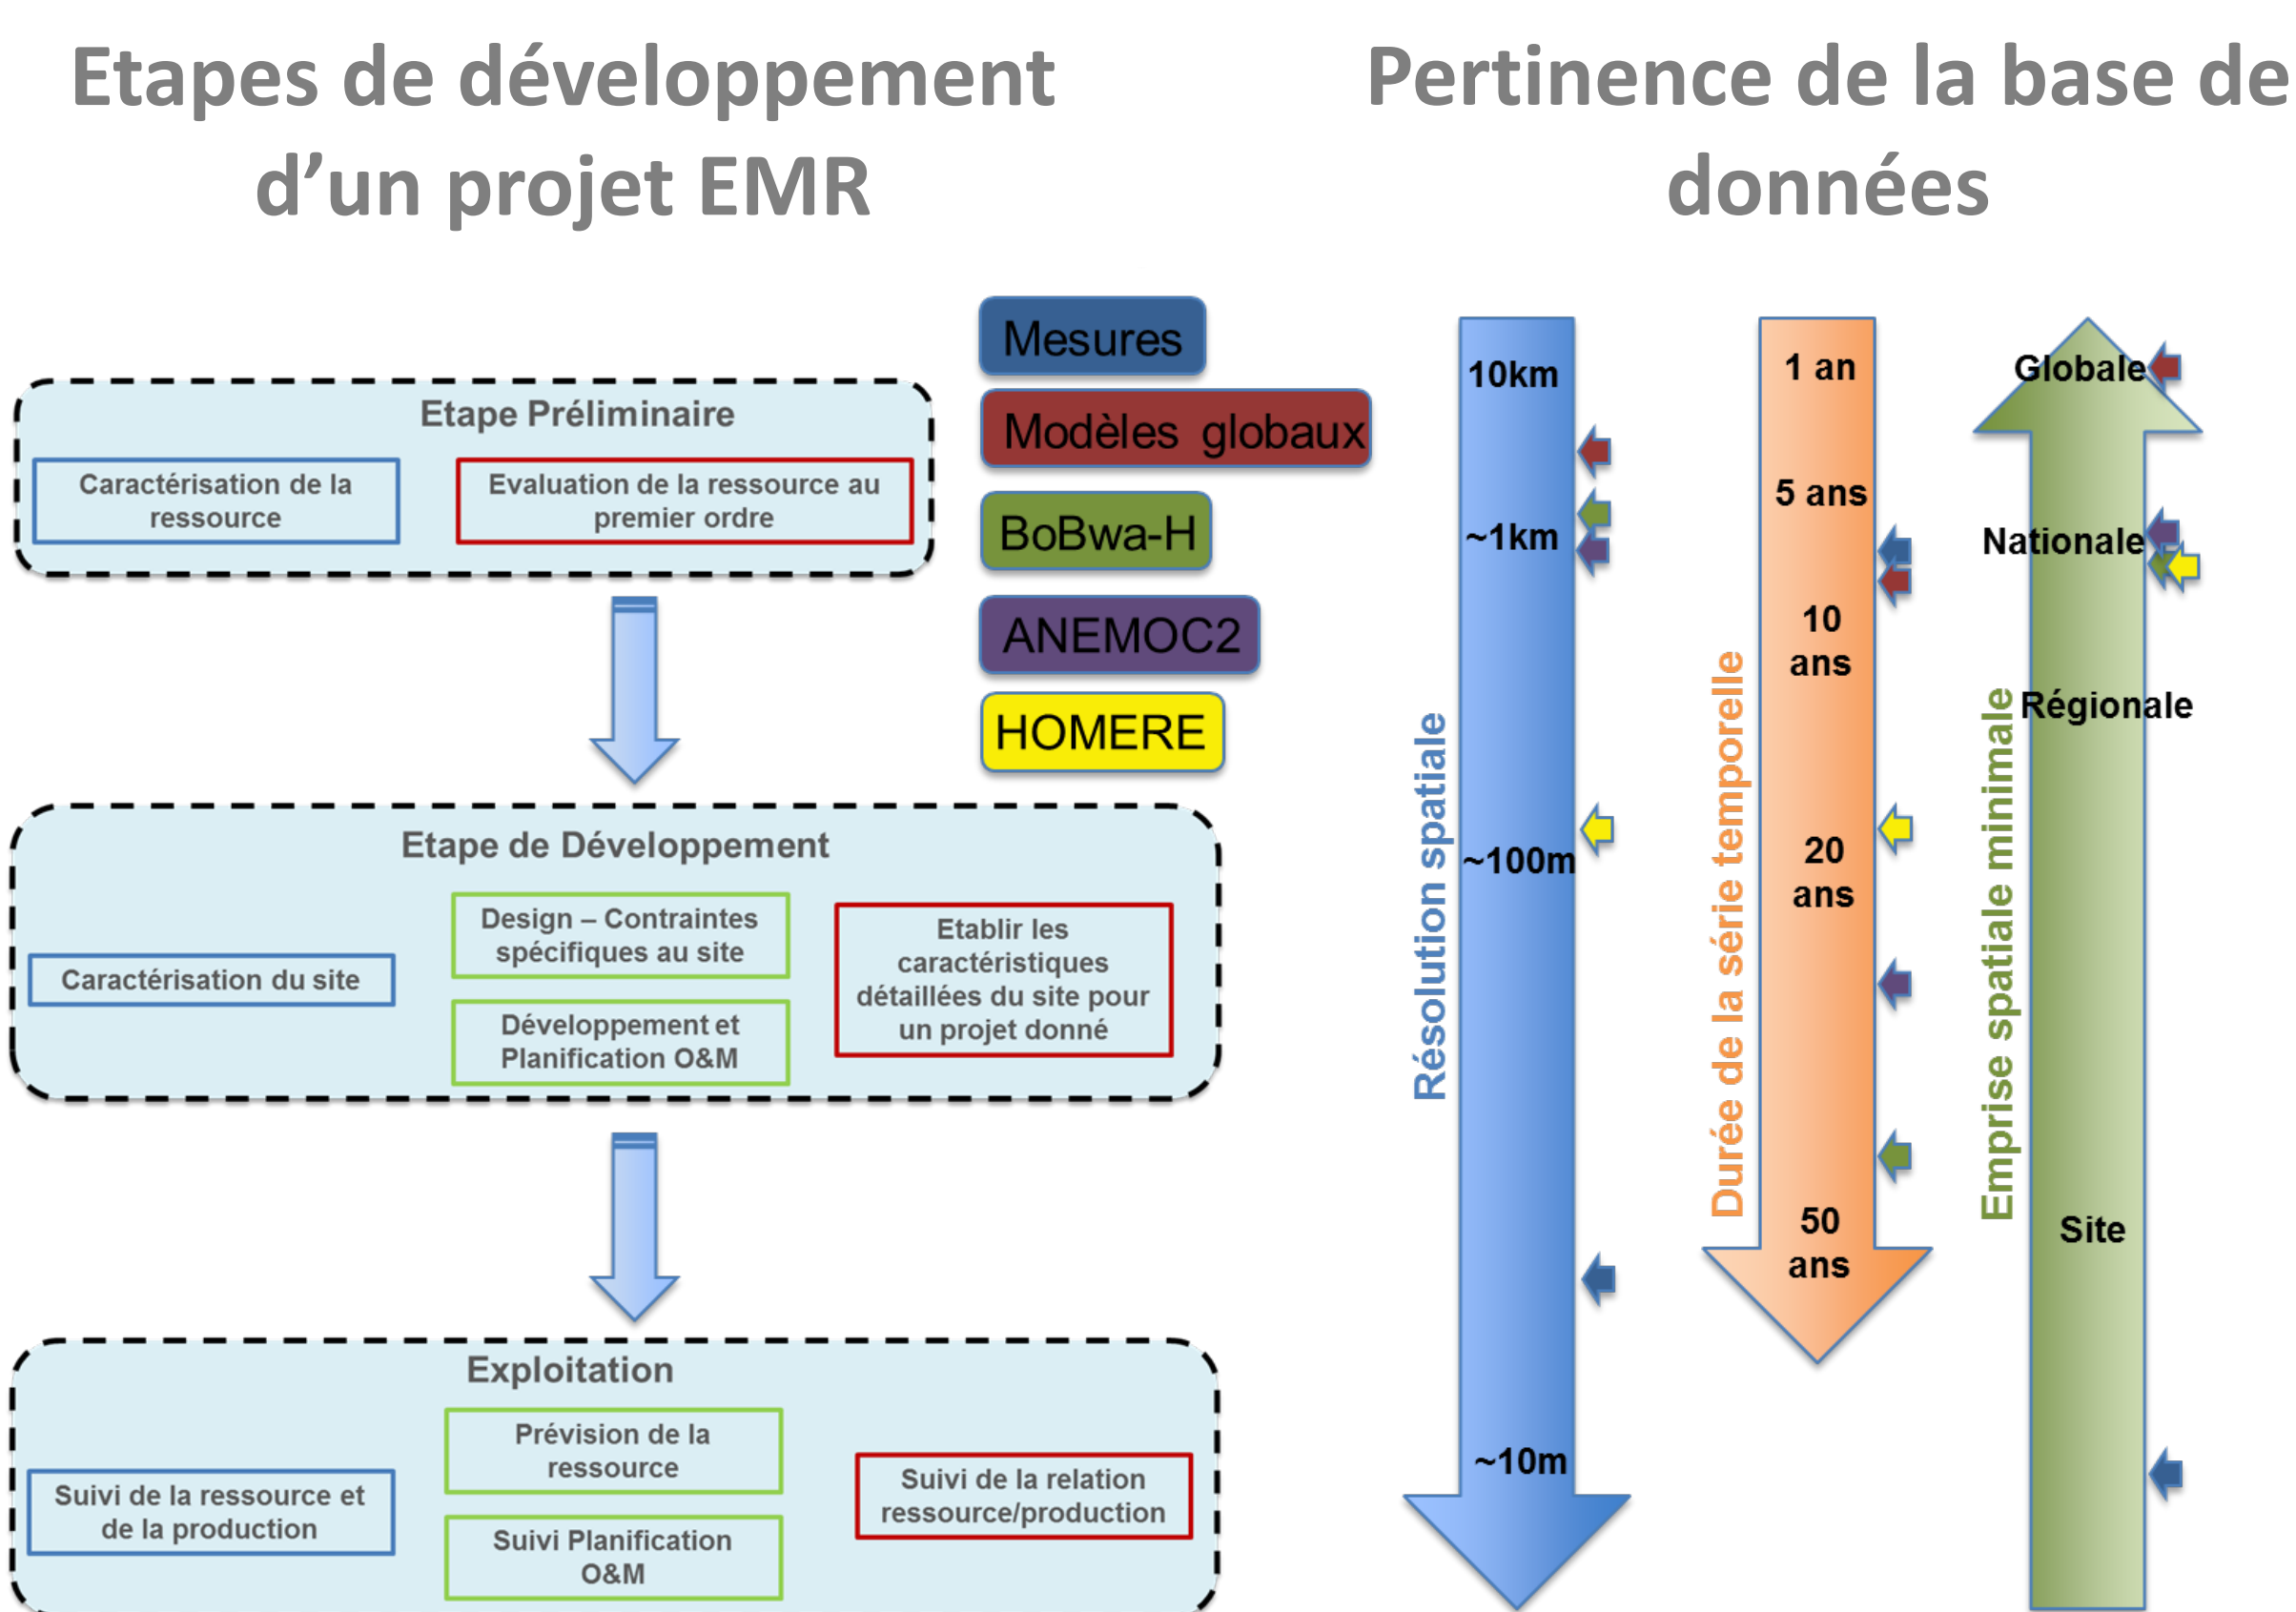 Etapes de développement
d’un projet EMR
Pertinence de la base de
données
Etape Préliminaire
Caractérisation de la
ressource
Evaluation de la ressource au
premier ordre
Mesures
Modèles globaux
BoBwa-H
ANEMOC2
HOMERE
Etape de Développement
Caractérisation du site
Design – Contraintes
spécifiques au site
Développement et
Planification O&M
Etablir les
caractéristiques
détaillées du site pour
un projet donné
Exploitation
Suivi de la ressource et
de la production
Prévision de la
ressource
Suivi Planification
O&M
Suivi de la relation
ressource/production
Résolution spatiale
10km
~1km
~100m
~10m
Durée de la série temporelle
1 an
5 ans
10
ans
20
ans
50
ans
Emprise spatiale minimale
Globale
Nationale
Régionale
Site